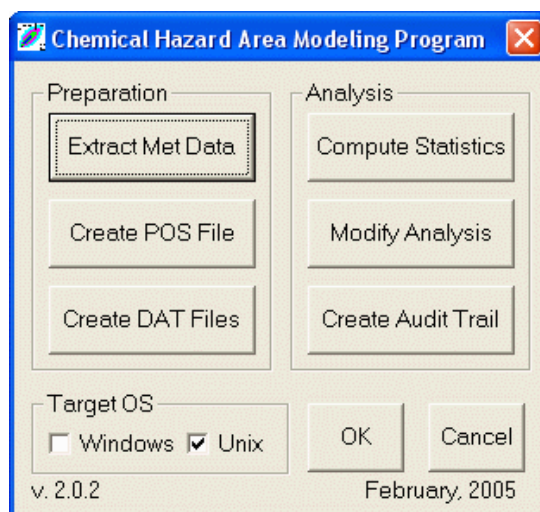 Chemical Hazard Area Modeling Program
Preparation
Extract Met Data
Create POS File
Create DAT Files
Analysis
Compute Statistics
Modify Analysis
Create Audit Trail
Target OS
Windows Unix
OK Cancel
v. 2.0.2 February, 2005